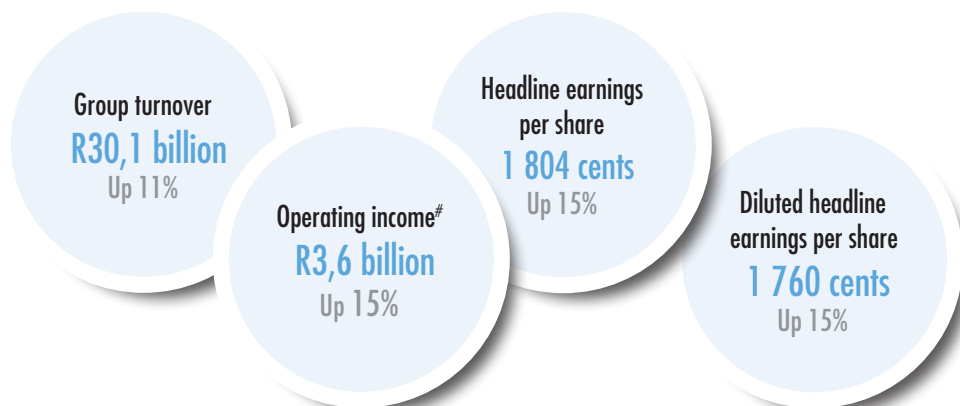 Group turnover
R30,1 billion
Up 11%
Operating income#
R3,6 billion
Up 15%
Headline earnings
per share
1 804 cents
Up 15%
Diluted headline
earnings per share
1 760 cents
Up 15%